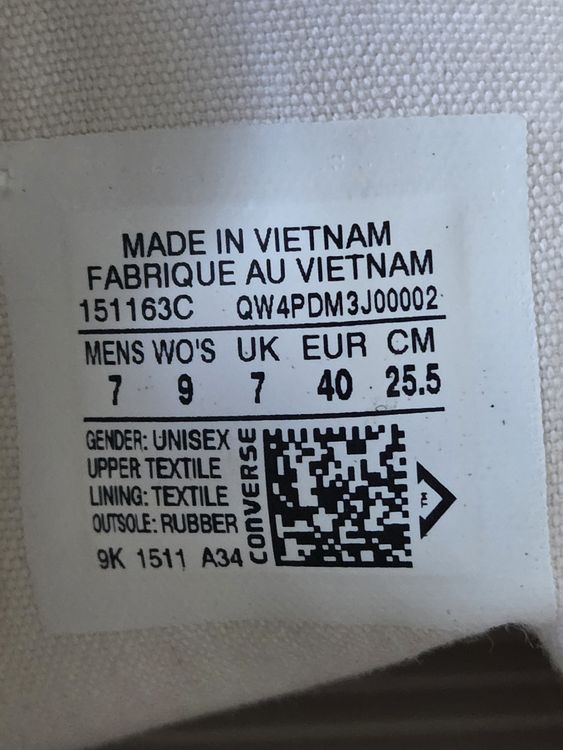 MADE IN VIETNAM
FABRIQUE AU VIETNAM
151163C QW4PDM3J00002
MENS WO'S UK EUR CM
7 9 7 40 25.5
GENDER: UNISEX
UPPER TEXTILE
LINING: TEXTILE
OUTSOLE: RUBBER
9K 1511 A34
CONVERSE
TM